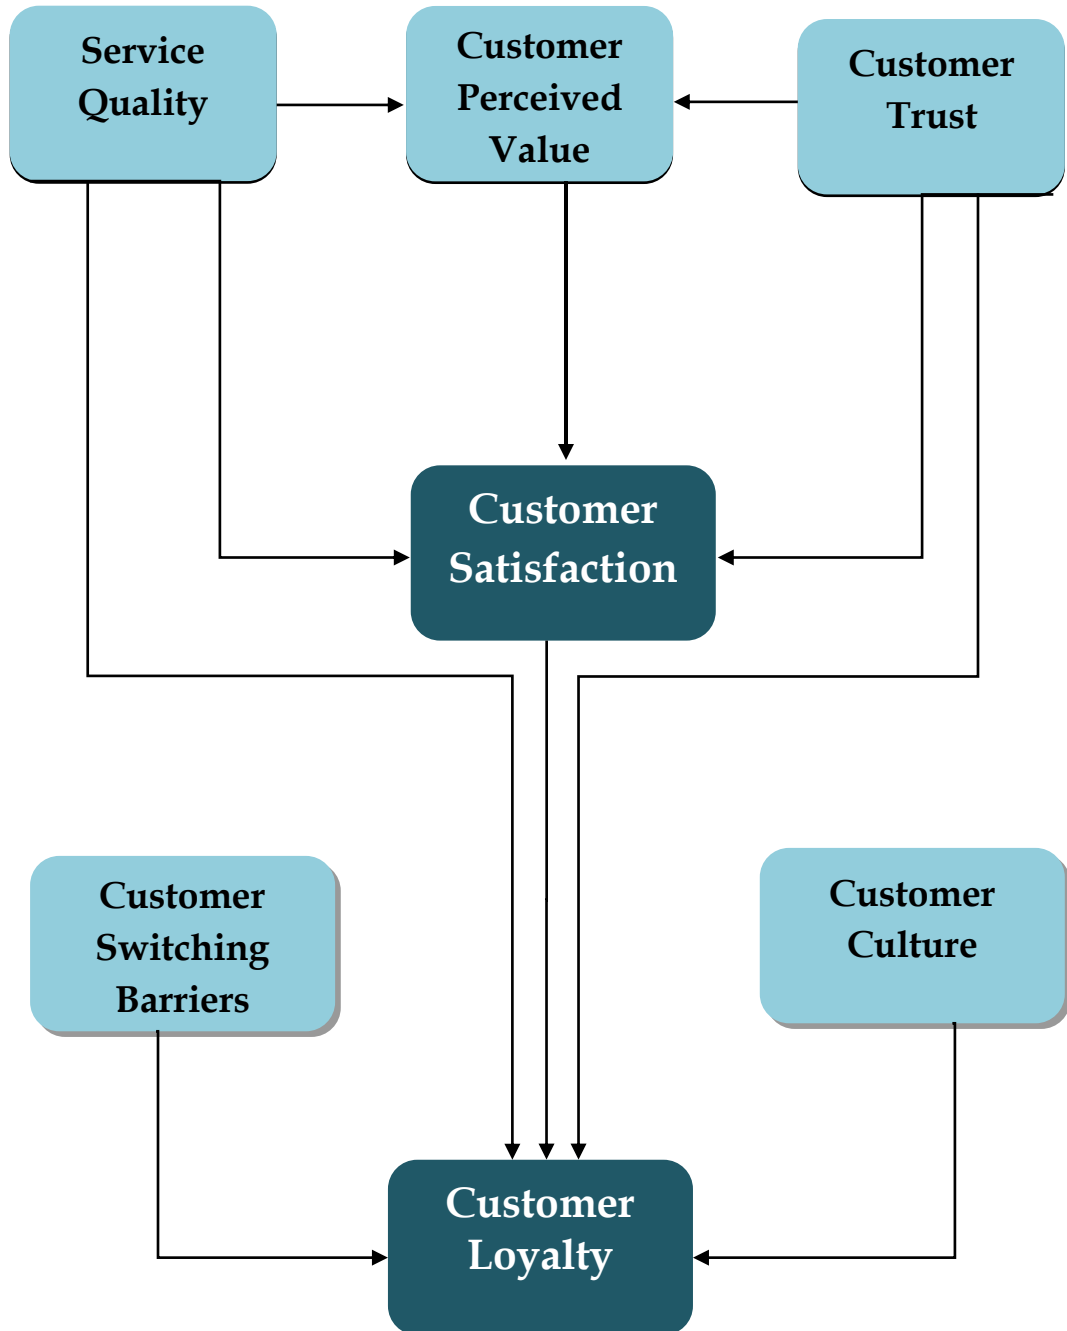 Service
Quality
Customer
Perceived
Value
Customer
Trust
Customer
Satisfaction
Customer
Switching
Barriers
Customer
Culture
Customer
Loyalty